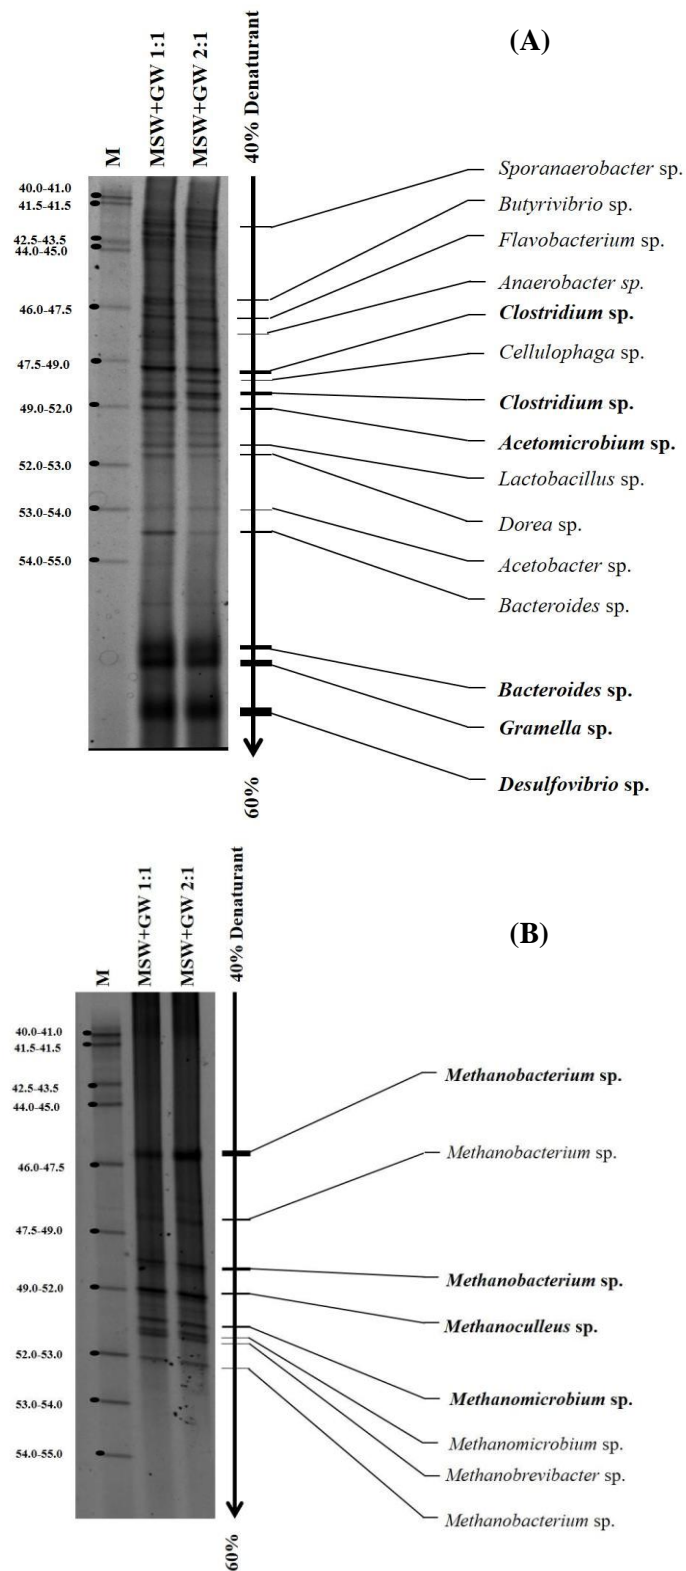 (A)
M
MSW+GW 1:1
MSW+GW 2:1
40% Denaturant
40.0-41.0
41.5-41.5
42.5-43.5
44.0-45.0
46.0-47.5
47.5-49.0
49.0-52.0
52.0-53.0
53.0-54.0
54.0-55.0
Sporanaerobacter sp.
Butyrivibrio sp.
Flavobacterium sp.
Anaerobacter sp.
Clostridium sp.
Cellulophaga sp.
Clostridium sp.
Acetomicrobium sp.
Lactobacillus sp.
Dorea sp.
Acetobacter sp.
Bacteroides sp.
Bacteroides sp.
Gramella sp.
Desulfovibrio sp.
60%
(B)
M
MSW+GW 1:1
MSW+GW 2:1
40% Denaturant
40.0-41.0
41.5-41.5
42.5-43.5
44.0-45.0
46.0-47.5
47.5-49.0
49.0-52.0
52.0-53.0
53.0-54.0
54.0-55.0
Methanobacterium sp.
Methanobacterium sp.
Methanobacterium sp.
Methanoculleus sp.
Methanomicrobium sp.
Methanomicrobium sp.
Methanobrevibacter sp.
Methanobacterium sp.
60%